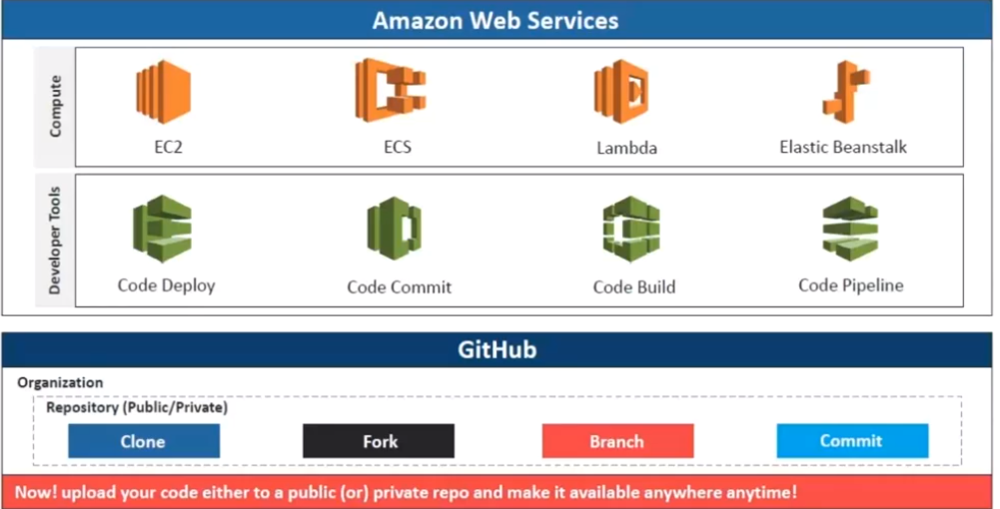 Amazon Web Services
Compute
EC2
ECS
Lambda
Elastic Beanstalk
Developer Tools
Code Deploy
Code Commit
Code Build
Code Pipeline
GitHub
Organization
Repository (Public/Private)
Clone
Fork
Branch
Commit
Now! upload your code either to a public (or) private repo and make it available anywhere anytime!